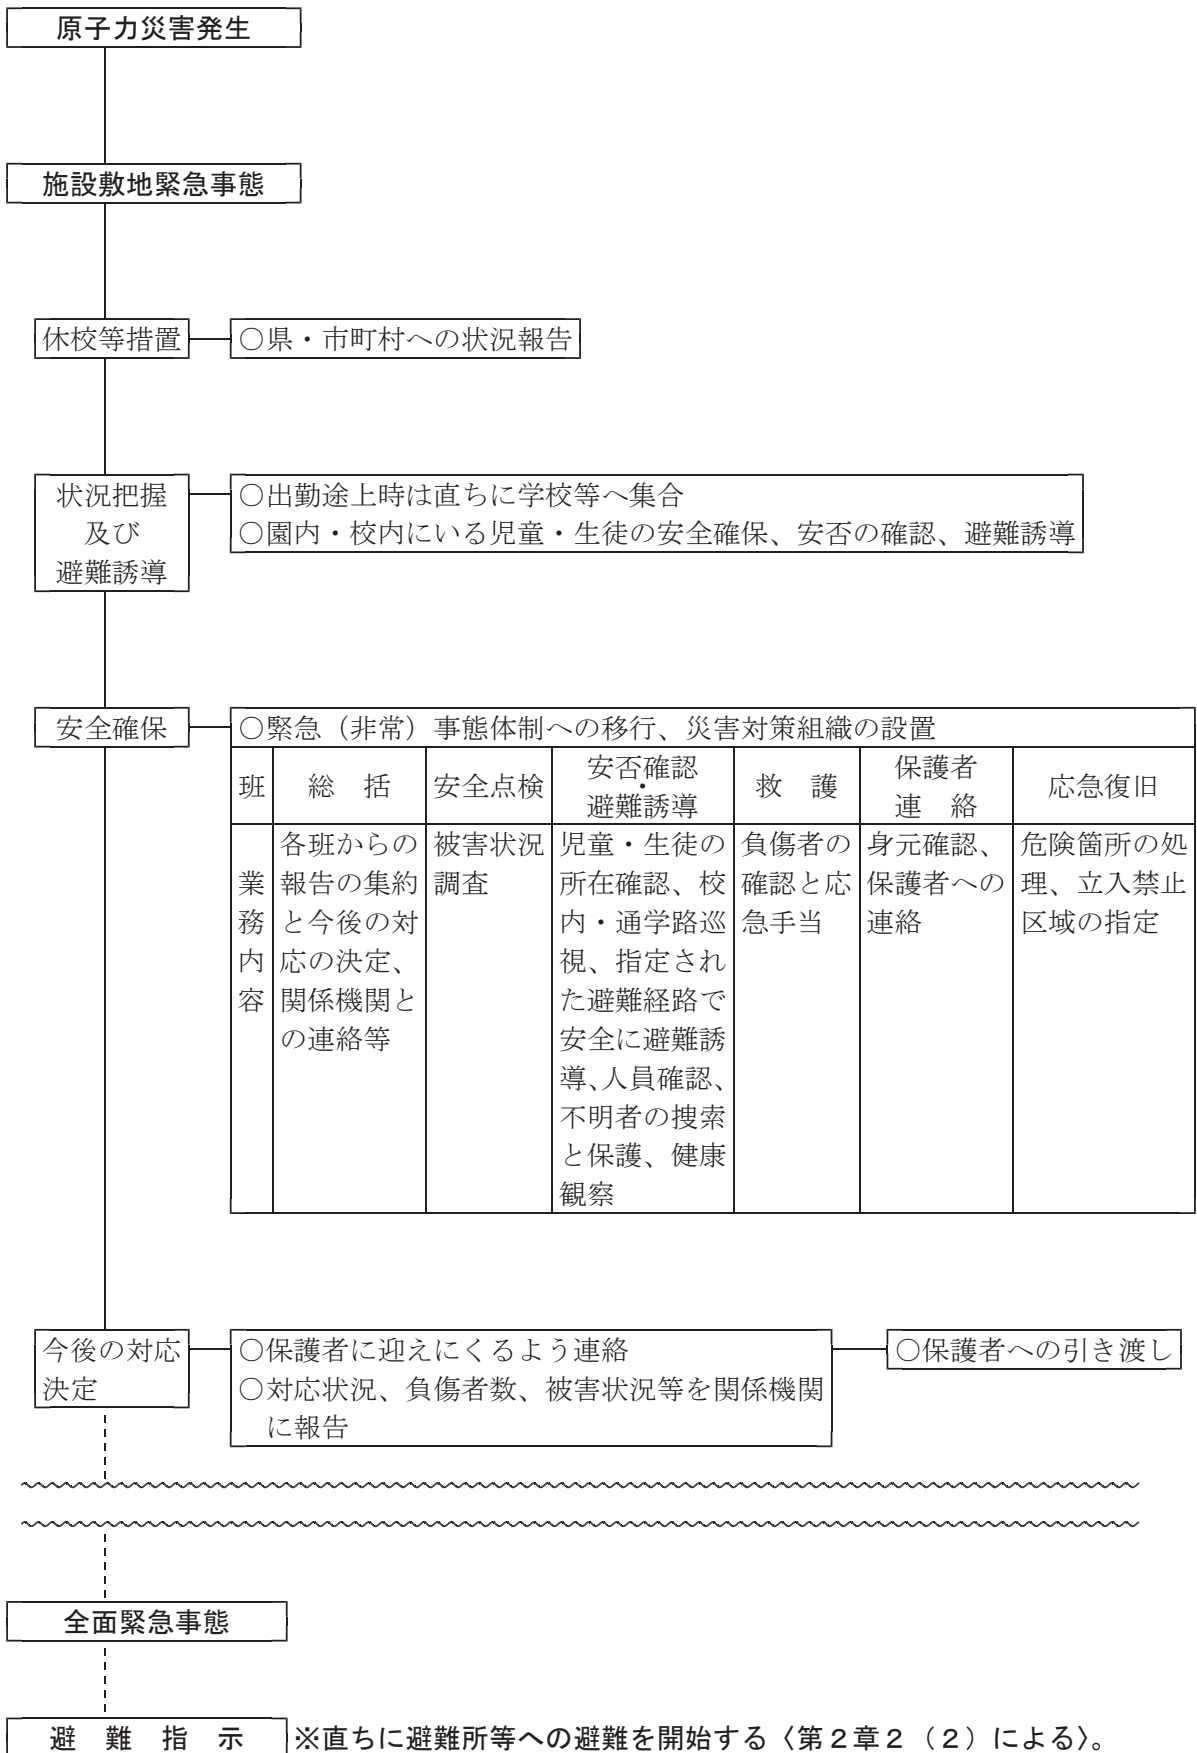 原子力災害発生
施設敷地緊急事態
休校等措置
○県・市町村への状況報告
状況把握
及び
避難誘導
○出勤途上時は直ちに学校等へ集合
○園内・校内にいる児童・生徒の安全確保、安否の確認、避難誘導
安全確保
○緊急(非常)事態体制への移行、災害対策組織の設置
班
総 括
安全点検
安否確認
・
避難誘導
救 護
保護者
連 絡
応急復旧
業
務
内
容
各班からの
報告の集約
と今後の対
応の決定、
関係機関と
の連絡等
被害状況
調査
児童・生徒の
所在確認、校
内・通学路巡
視、指定され
た避難経路で
安全に避難誘
導、人員確認、
不明者の捜索
と保護、健康
観察
負傷者の
確認と応
急手当
身元確認、
保護者への
連絡
危険箇所の処
理、立入禁止
区域の指定
今後の対応
決定
○保護者に迎えにくるよう連絡
○対応状況、負傷者数、被害状況等を関係機関
に報告
○保護者への引き渡し
全面緊急事態
避 難 指 示
※直ちに避難所等への避難を開始する〈第2章2(2)による〉。